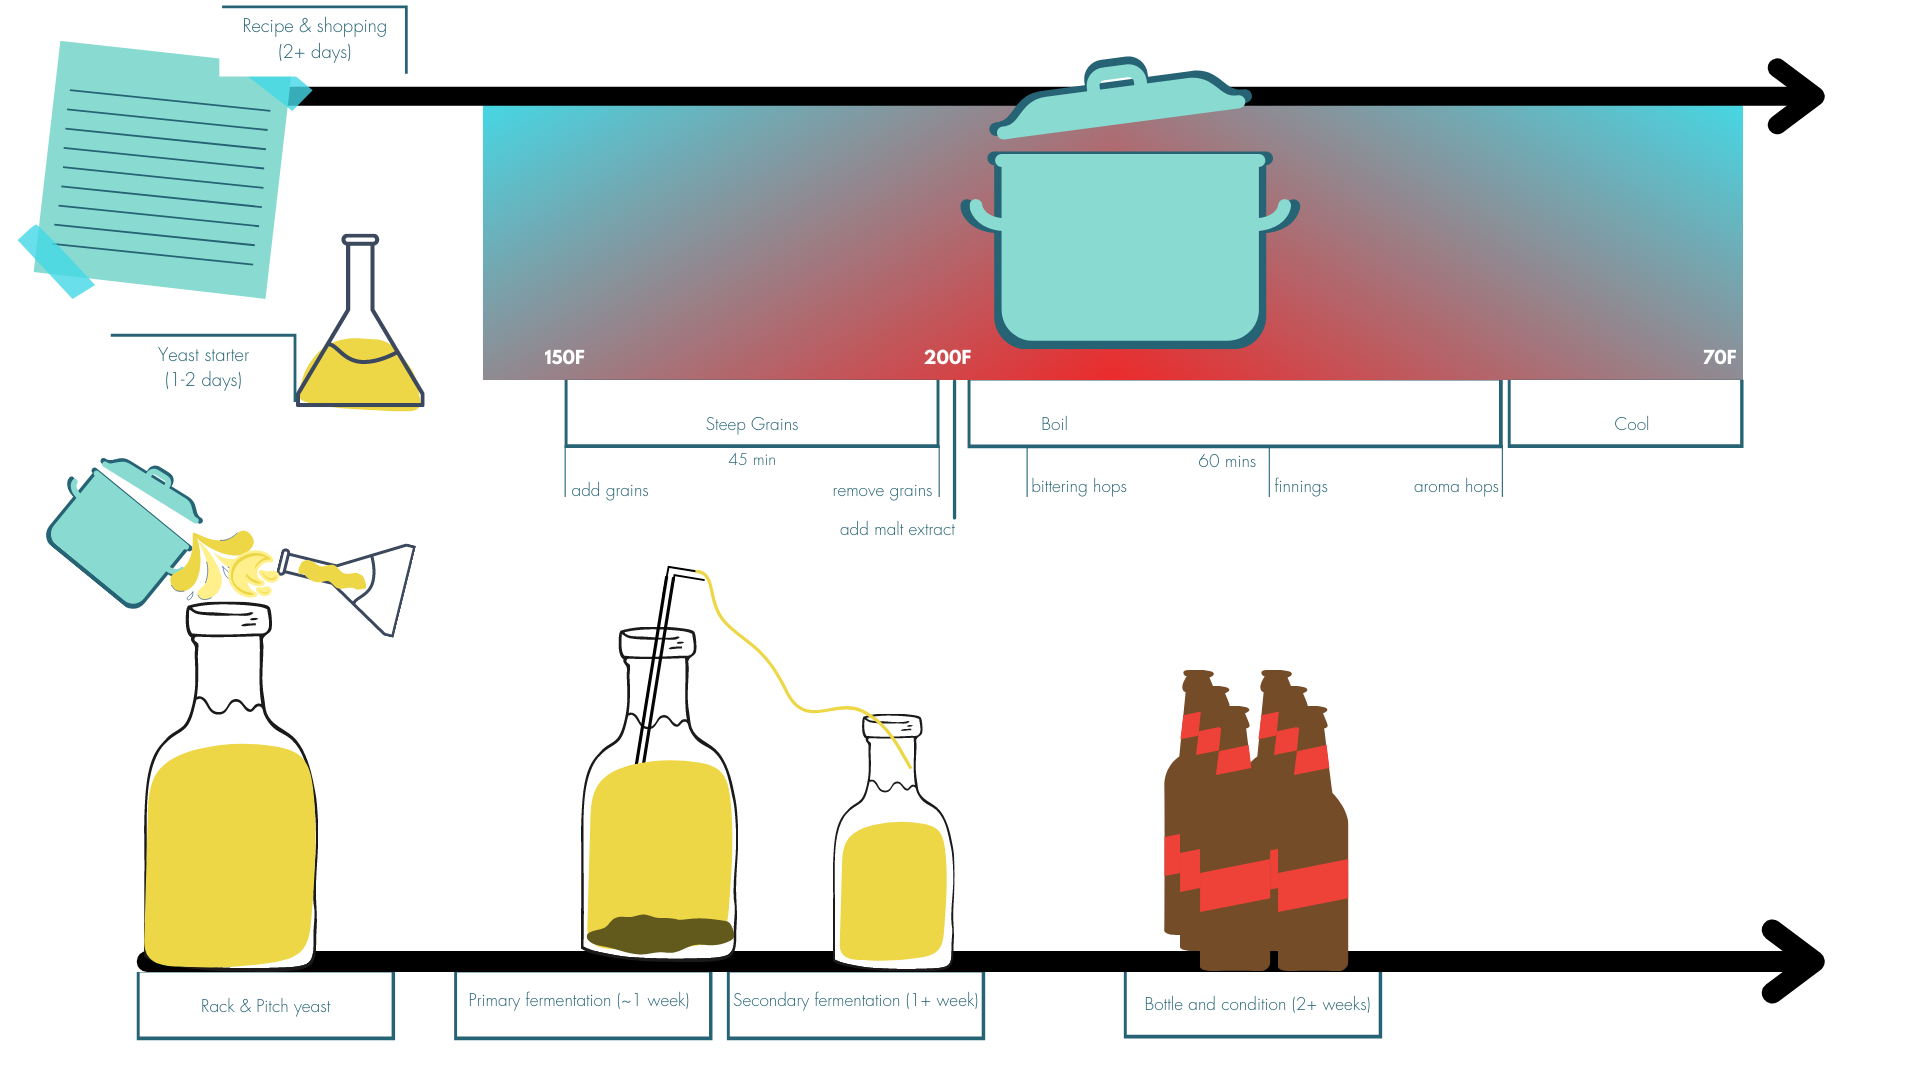 Recipe & shopping
(2+ days)
Yeast starter
(1-2 days)
150F
200F
70F
Steep Grains
Boil
Cool
45 min
60 mins
add grains
remove grains
bittering hops
finnings
aroma hops
add malt extract
Rack & Pitch yeast
Primary fermentation (~1 week)
Secondary fermentation (1+ week)
Bottle and condition (2+ weeks)